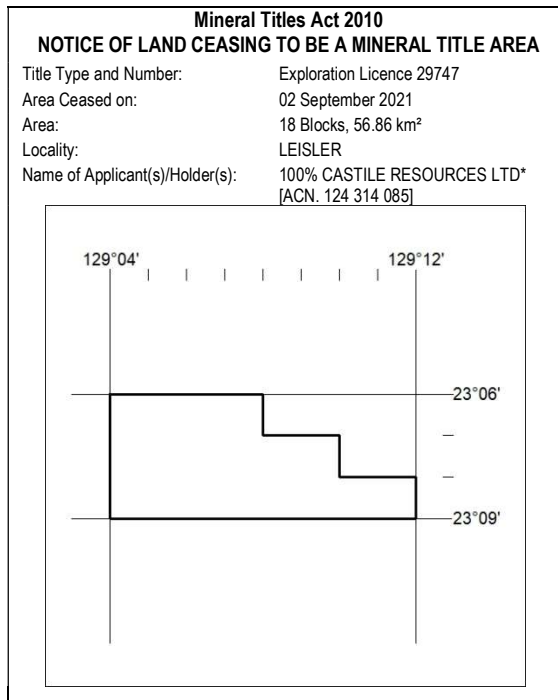 Mineral Titles Act 2010
NOTICE OF LAND CEASING TO BE A MINERAL TITLE AREA
Title Type and Number: Exploration Licence 29747
Area Ceased on: 02 September 2021
Area: 18 Blocks, 56.86 km²
Locality: LEISLER
Name of Applicant(s)/Holder(s): 100% CASTILE RESOURCES LTD*
[ACN. 124 314 085]
129°04' 129°12'
23°06'
23°09'